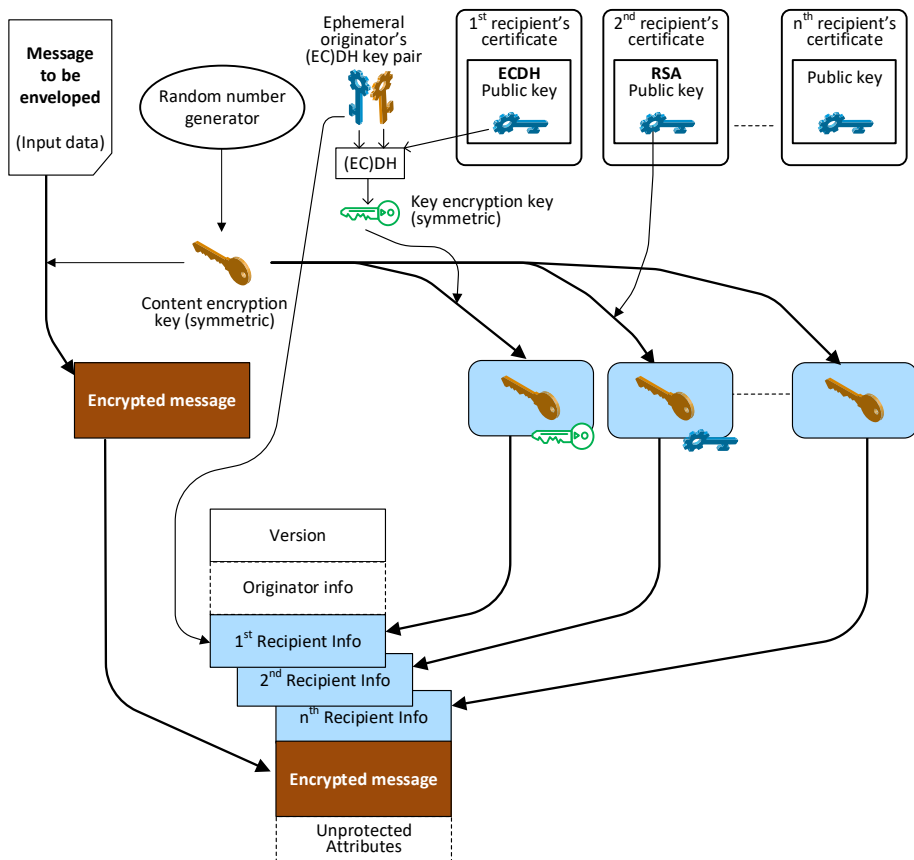 Message
to be
enveloped
(Input data)
Random number
generator
Ephemeral
originator's
(EC)DH key pair
1st recipient's
certificate
ECDH
Public key
2nd recipient's
certificate
RSA
Public key
nth recipient's
certificate
Public key
(EC)DH
Key encryption key
(symmetric)
Content encryption
key (symmetric)
Encrypted message
Version
Originator info
1st Recipient Info
2nd Recipient Info
nth Recipient Info
Encrypted message
Unprotected
Attributes